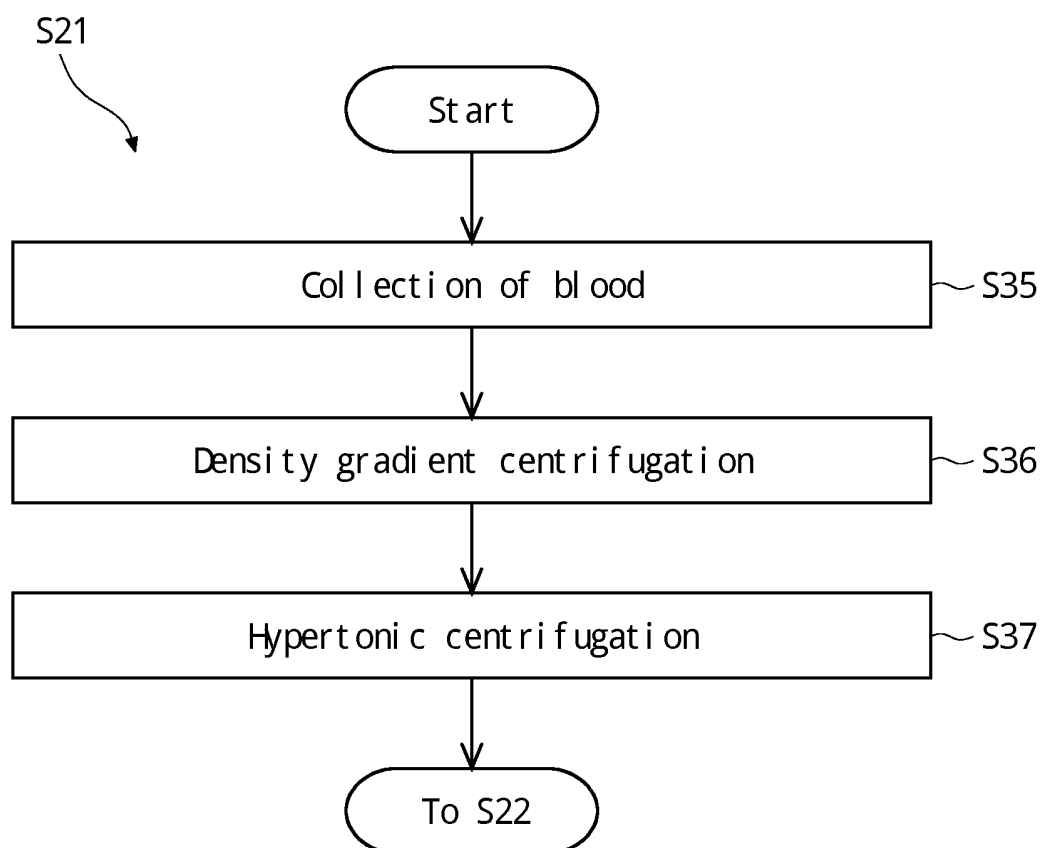 S21
Start
Collection of blood
S35
Density gradient centrifugation
S36
Hypertonic centrifugation
S37
To S22